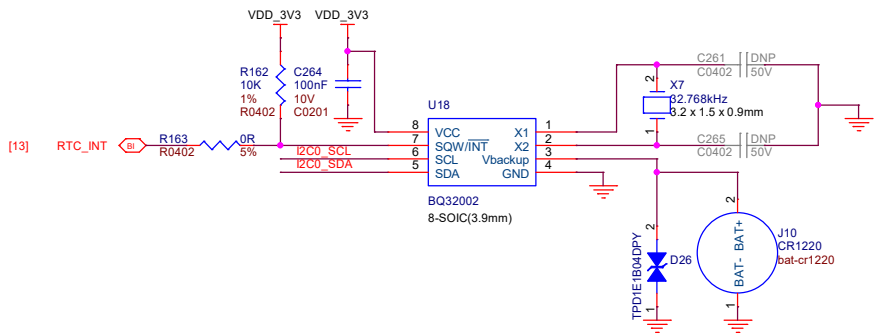 VDD_3V3 VDD_3V3
R162
10K
1%
R0402
C264
100nF
10V
C0201
[13] RTC_INT BI
R163 0R
R0402 5%
I2C0_SCL
I2C0_SDA
U18
8 VCC X1 1
7 SQW/INT X2 2
6 SCL Vbackup 3
5 SDA GND 4
BQ32002
8-SOIC(3.9mm)
C261 DNP
C0402 50V
2
X7
32.768kHz
3.2 x 1.5 x 0.9mm
1
C265 DNP
C0402 50V
2
TPD1E1B04DPY
D26
1
2
BAT- BAT+
1
J10
CR1220
bat-cr1220